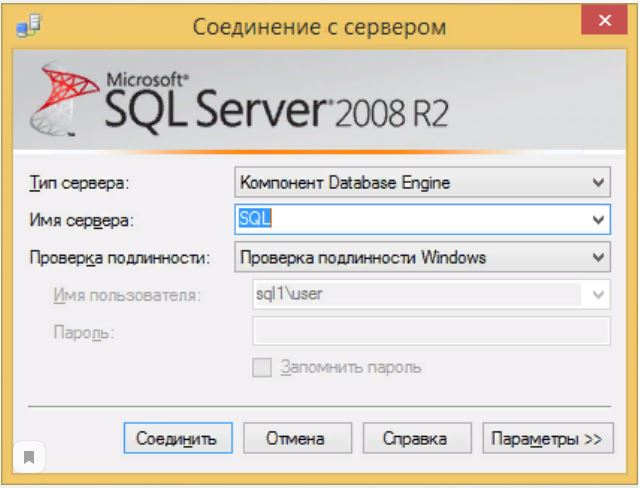 Соединение с сервером
Microsoft®
SQL Server® 2008 R2
Тип сервера: Компонент Database Engine
Имя сервера: SQL
Проверка подлинности: Проверка подлинности Windows
Имя пользователя: sql1\user
Пароль:
Запомнить пароль
Соединить Отмена Справка Параметры >>